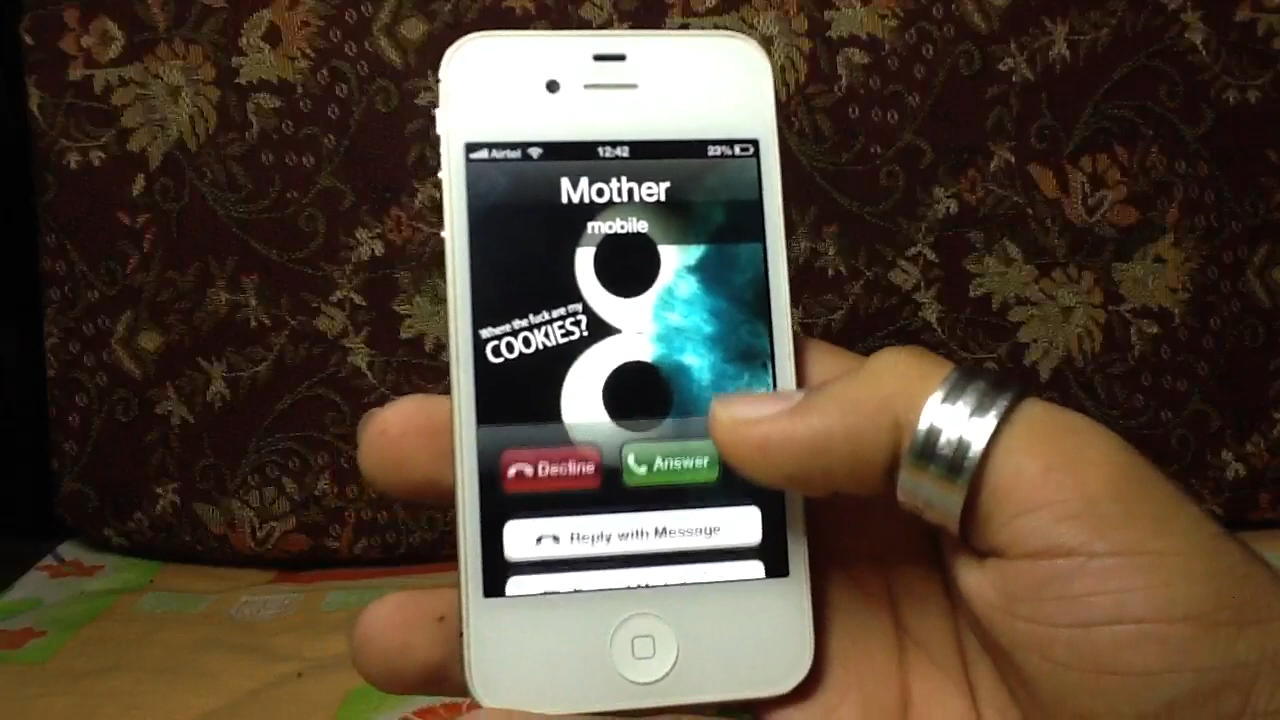 Airtel 12:42 23%
Mother
mobile
Where the fuck are my
COOKIES?
Decline Answer
Reply with Message